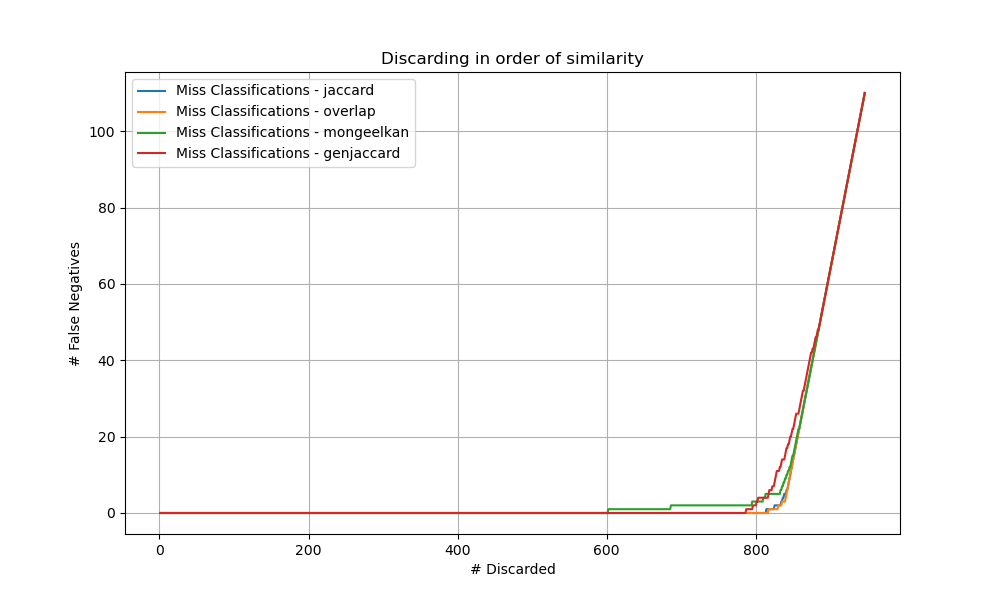 Discarding in order of similarity
Miss Classifications - jaccard
Miss Classifications - overlap
Miss Classifications - mongeelkan
Miss Classifications - genjaccard
100
80
60
40
20
0
# False Negatives
0 200 400 600 800
# Discarded